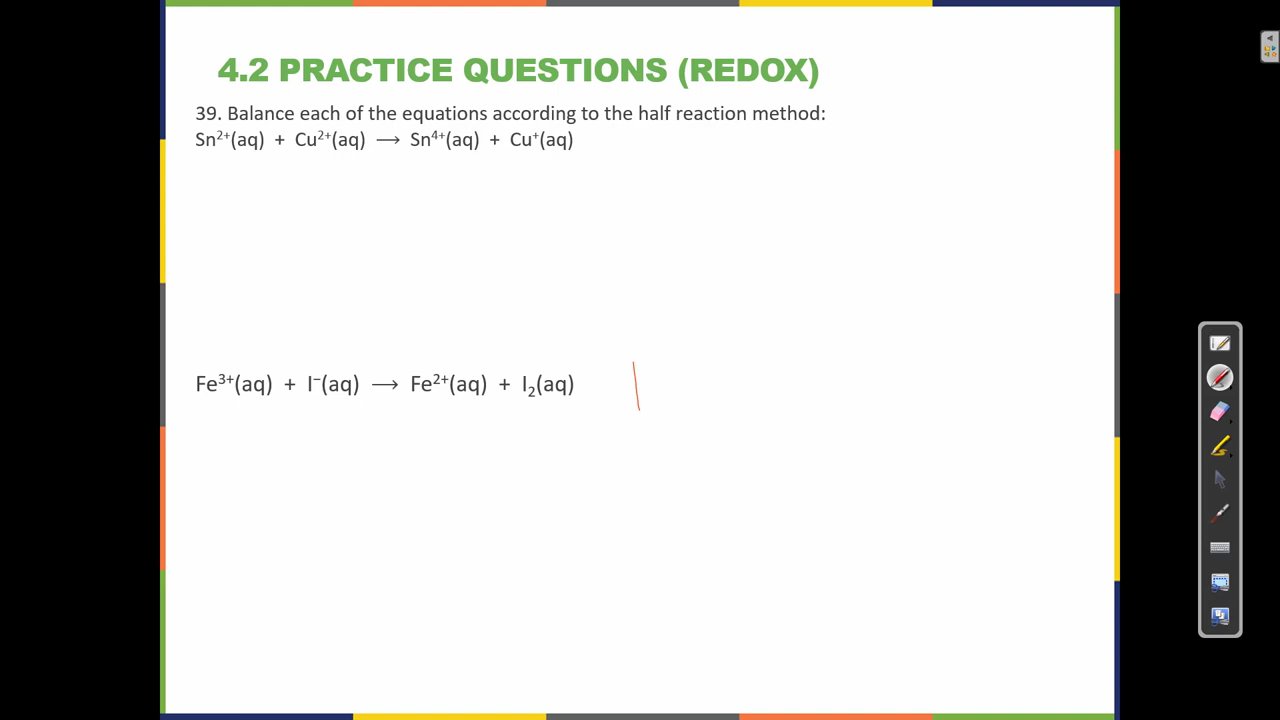 4.2 PRACTICE QUESTIONS (REDOX)
39. Balance each of the equations according to the half reaction method:
Sn²⁺(aq) + Cu²⁺(aq) ⟶ Sn⁴⁺(aq) + Cu⁺(aq)
Fe³⁺(aq) + I⁻(aq) ⟶ Fe²⁺(aq) + I₂(aq)